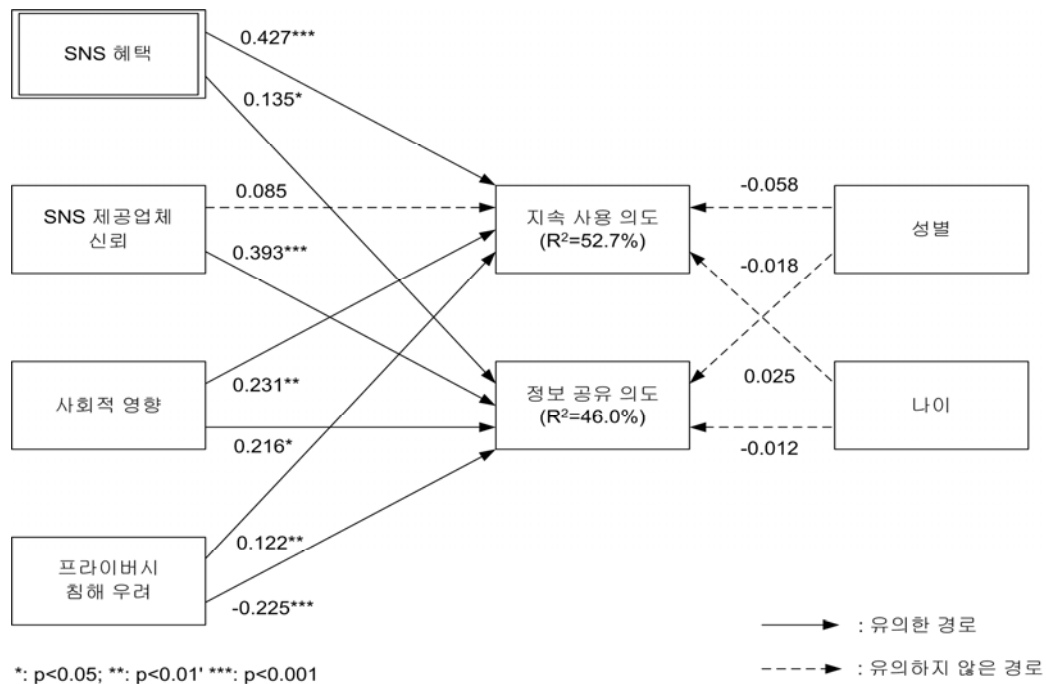 SNS 혜택
0.427***
0.135*
SNS 제공업체
신뢰
0.085
0.393***
사회적 영향
0.231**
0.216*
프라이버시
침해 우려
0.122**
-0.225***
지속 사용 의도
(R²=52.7%)
정보 공유 의도
(R²=46.0%)
-0.058
-0.018
0.025
-0.012
성별
나이
: 유의한 경로
: 유의하지 않은 경로
*: p<0.05; **: p<0.01' ***: p<0.001